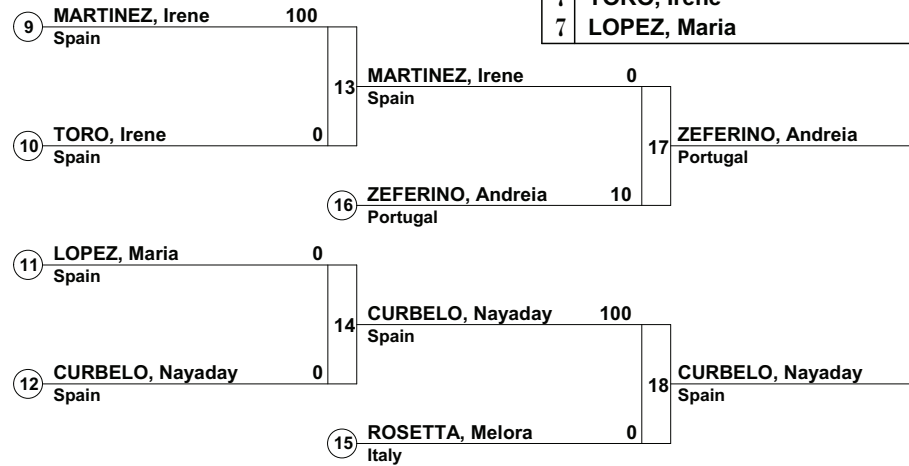 7 TORO, Irene
7 LOPEZ, Maria
9 MARTINEZ, Irene 100
Spain
13
MARTINEZ, Irene 0
Spain
10 TORO, Irene 0
Spain
17
ZEFERINO, Andreia
Portugal
16 ZEFERINO, Andreia 10
Portugal
11 LOPEZ, Maria 0
Spain
14
CURBELO, Nayaday 100
Spain
12 CURBELO, Nayaday 0
Spain
18
CURBELO, Nayaday
Spain
15 ROSETTA, Melora 0
Italy